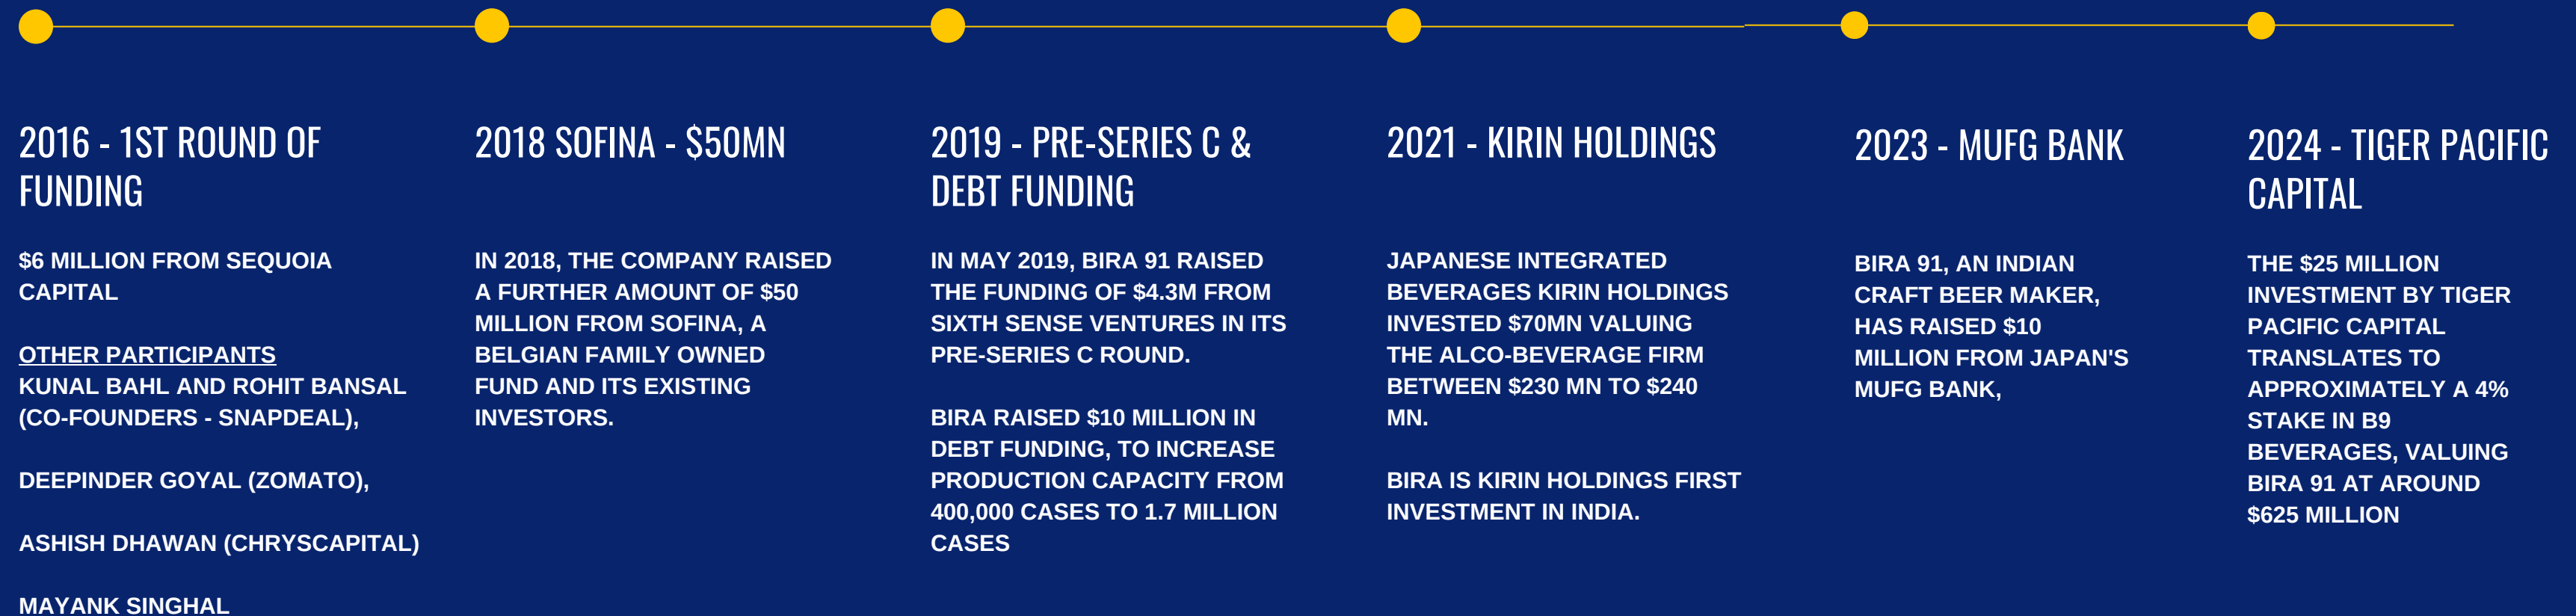 2016 - 1ST ROUND OF
FUNDING
$6 MILLION FROM SEQUOIA
CAPITAL
OTHER PARTICIPANTS
KUNAL BAHL AND ROHIT BANSAL
(CO-FOUNDERS - SNAPDEAL),
DEEPINDER GOYAL (ZOMATO),
ASHISH DHAWAN (CHRYSCAPITAL)
MAYANK SINGHAL
2018 SOFINA - $50MN
IN 2018, THE COMPANY RAISED
A FURTHER AMOUNT OF $50
MILLION FROM SOFINA, A
BELGIAN FAMILY OWNED
FUND AND ITS EXISTING
INVESTORS.
2019 - PRE-SERIES C &
DEBT FUNDING
IN MAY 2019, BIRA 91 RAISED
THE FUNDING OF $4.3M FROM
SIXTH SENSE VENTURES IN ITS
PRE-SERIES C ROUND.
BIRA RAISED $10 MILLION IN
DEBT FUNDING, TO INCREASE
PRODUCTION CAPACITY FROM
400,000 CASES TO 1.7 MILLION
CASES
2021 - KIRIN HOLDINGS
JAPANESE INTEGRATED
BEVERAGES KIRIN HOLDINGS
INVESTED $70MN VALUING
THE ALCO-BEVERAGE FIRM
BETWEEN $230 MN TO $240
MN.
BIRA IS KIRIN HOLDINGS FIRST
INVESTMENT IN INDIA.
2023 - MUFG BANK
BIRA 91, AN INDIAN
CRAFT BEER MAKER,
HAS RAISED $10
MILLION FROM JAPAN'S
MUFG BANK,
2024 - TIGER PACIFIC
CAPITAL
THE $25 MILLION
INVESTMENT BY TIGER
PACIFIC CAPITAL
TRANSLATES TO
APPROXIMATELY A 4%
STAKE IN B9
BEVERAGES, VALUING
BIRA 91 AT AROUND
$625 MILLION